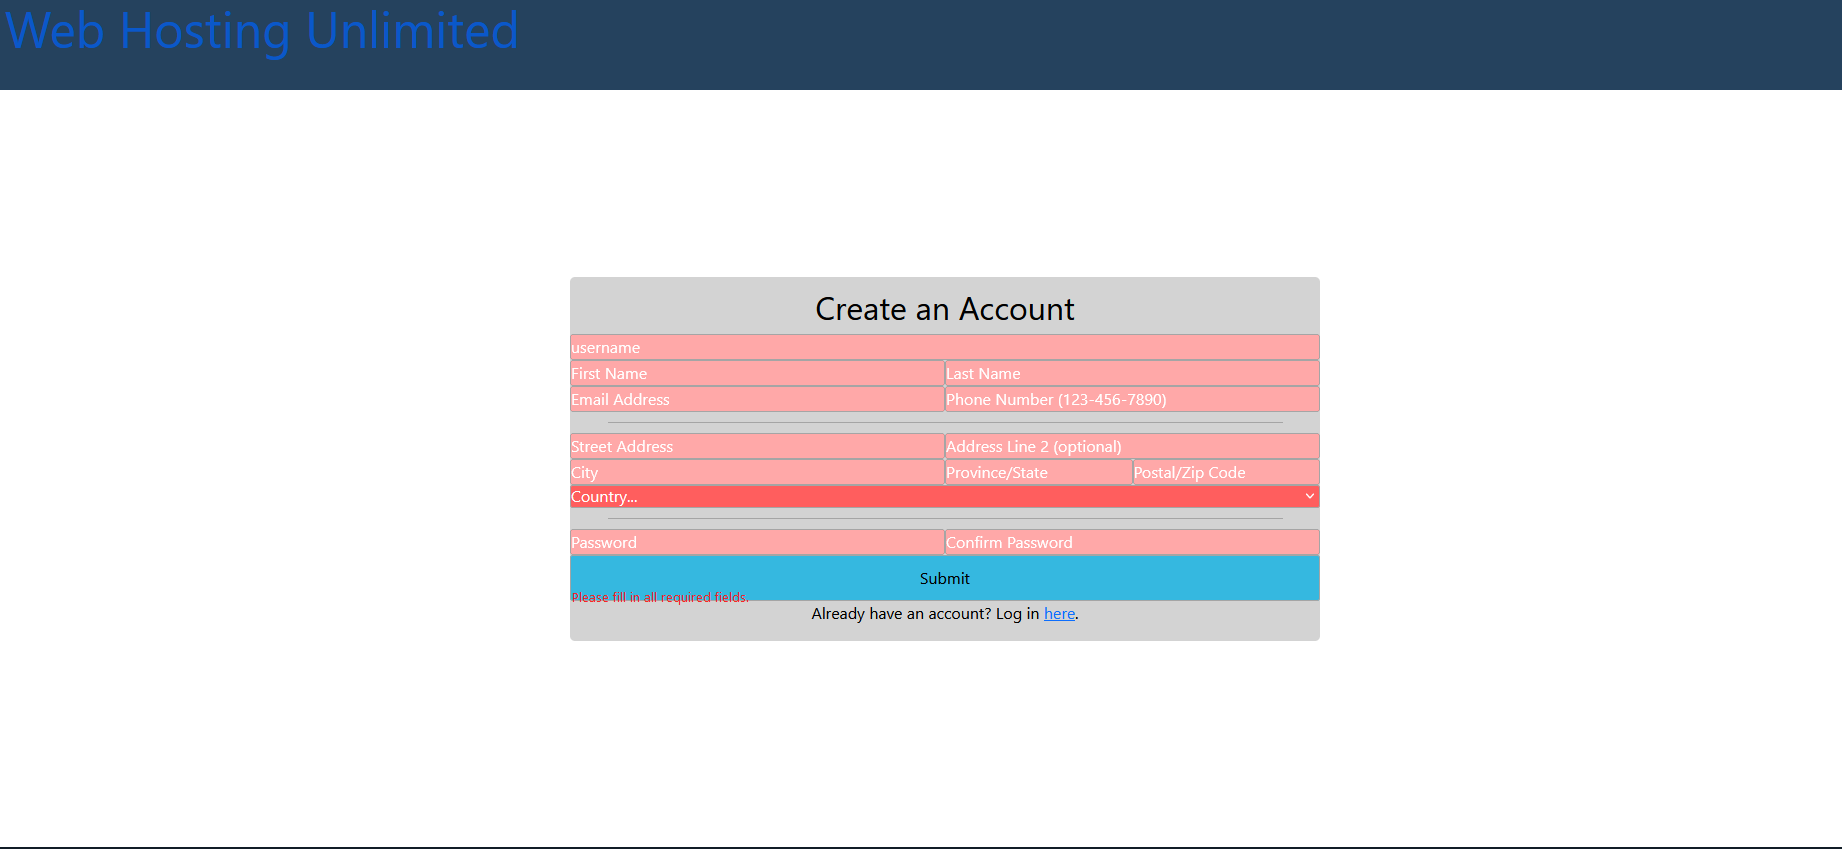 Web Hosting Unlimited
Create an Account
username
First Name Last Name
Email Address Phone Number (123-456-7890)
Street Address Address Line 2 (optional)
City Province/State Postal/Zip Code
Country...
Password Confirm Password
Submit
Please fill in all required fields.
Already have an account? Log in here.